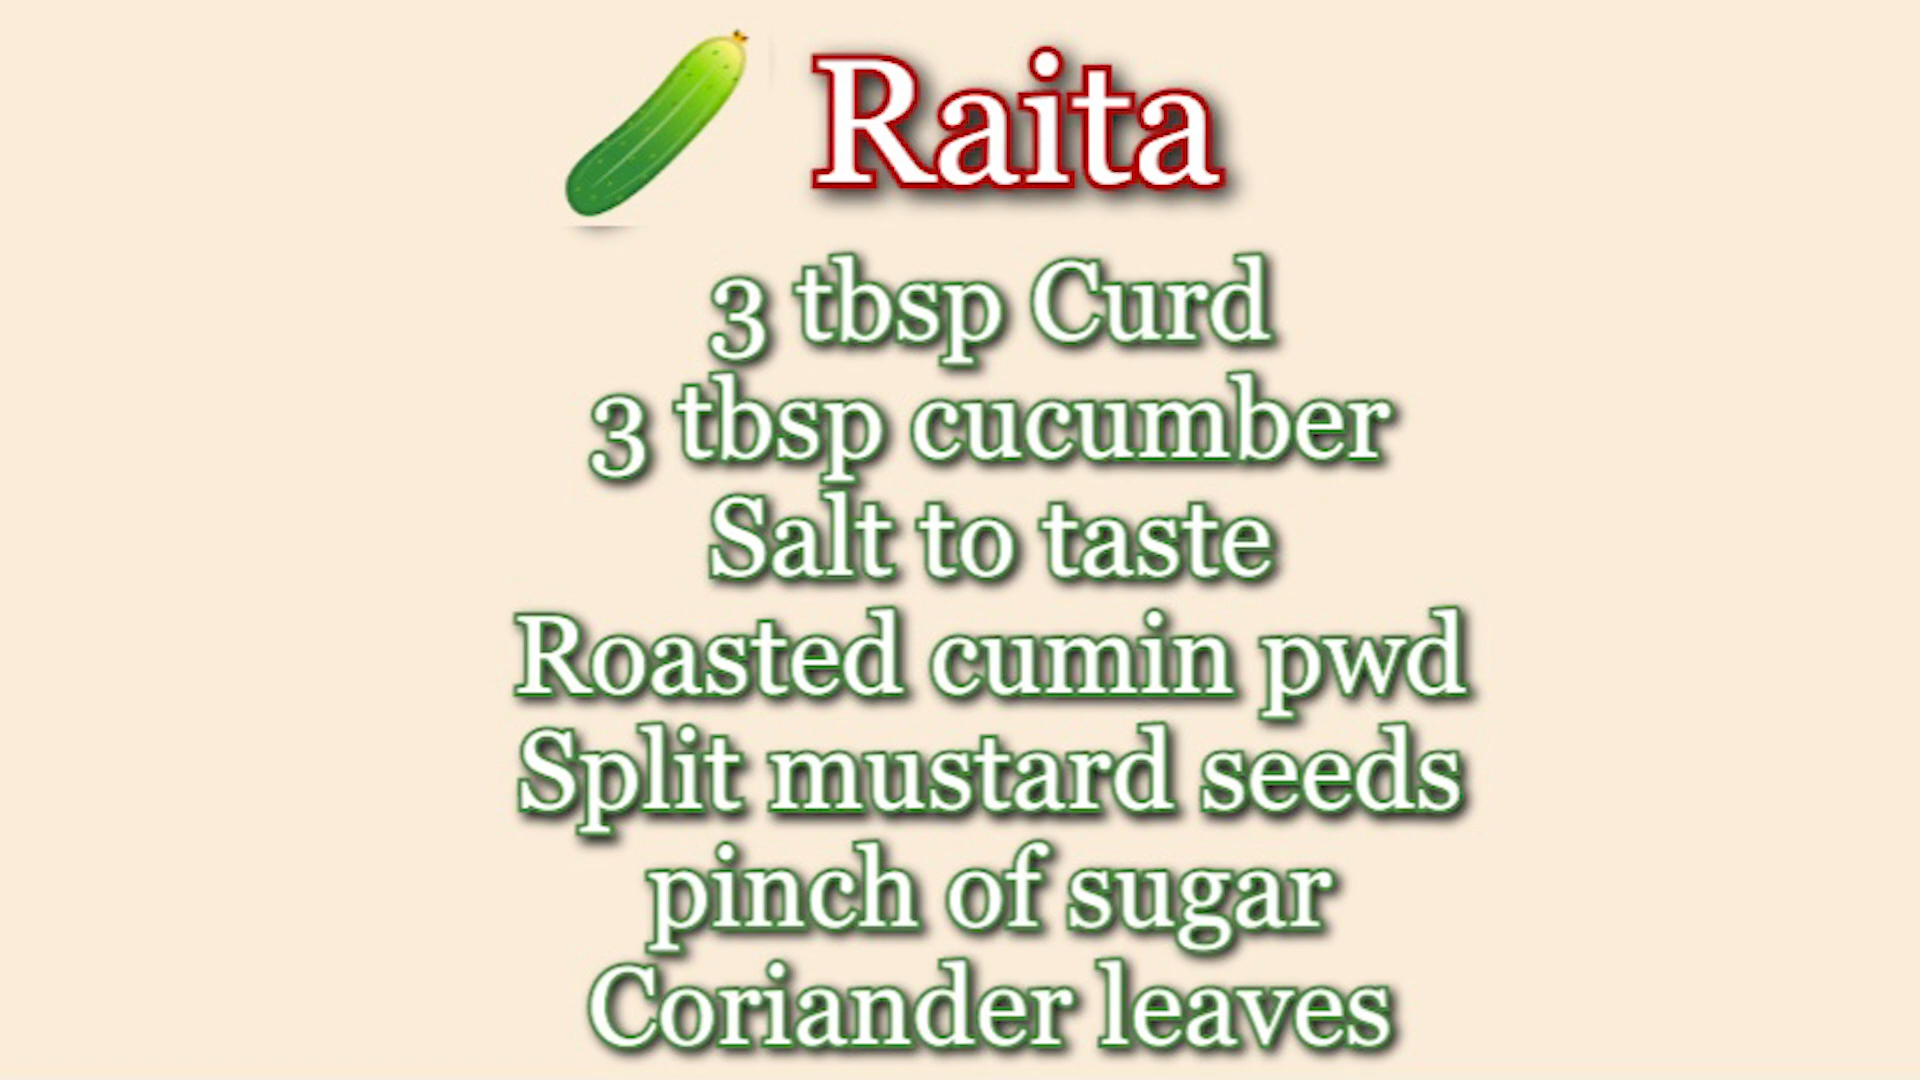 Raita
3 tbsp Curd
3 tbsp cucumber
Salt to taste
Roasted cumin pwd
Split mustard seeds
pinch of sugar
Coriander leaves